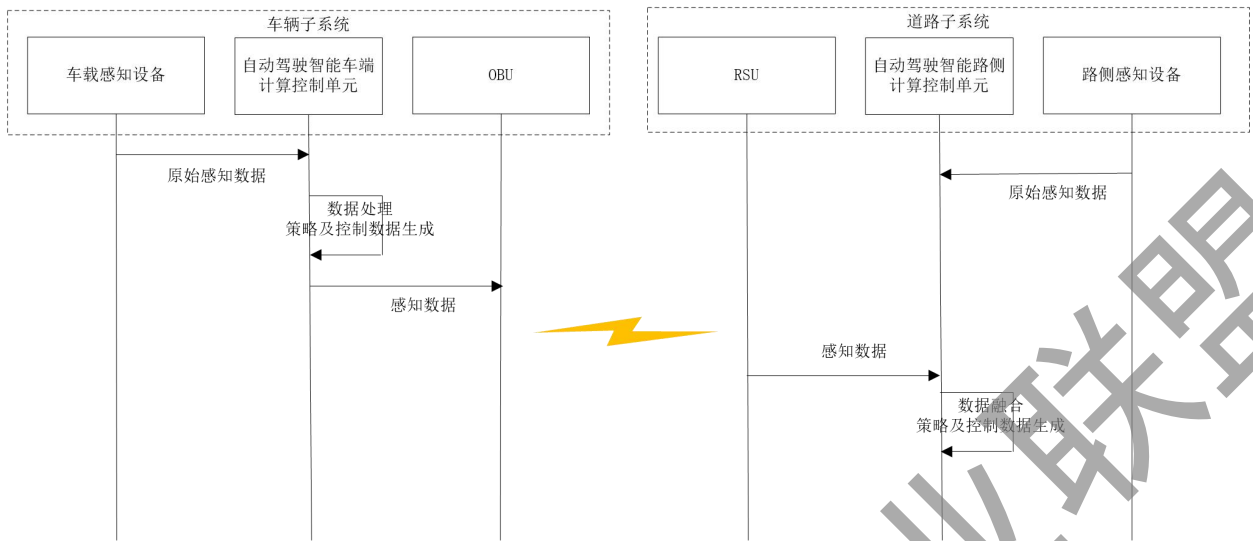 车辆子系统
道路子系统
车载感知设备
自动驾驶智能车端
计算控制单元
OBU
RSU
自动驾驶智能路侧
计算控制单元
路侧感知设备
原始感知数据
原始感知数据
数据处理
策略及控制数据生成
感知数据
感知数据
数据融合
策略及控制数据生成
业联盟